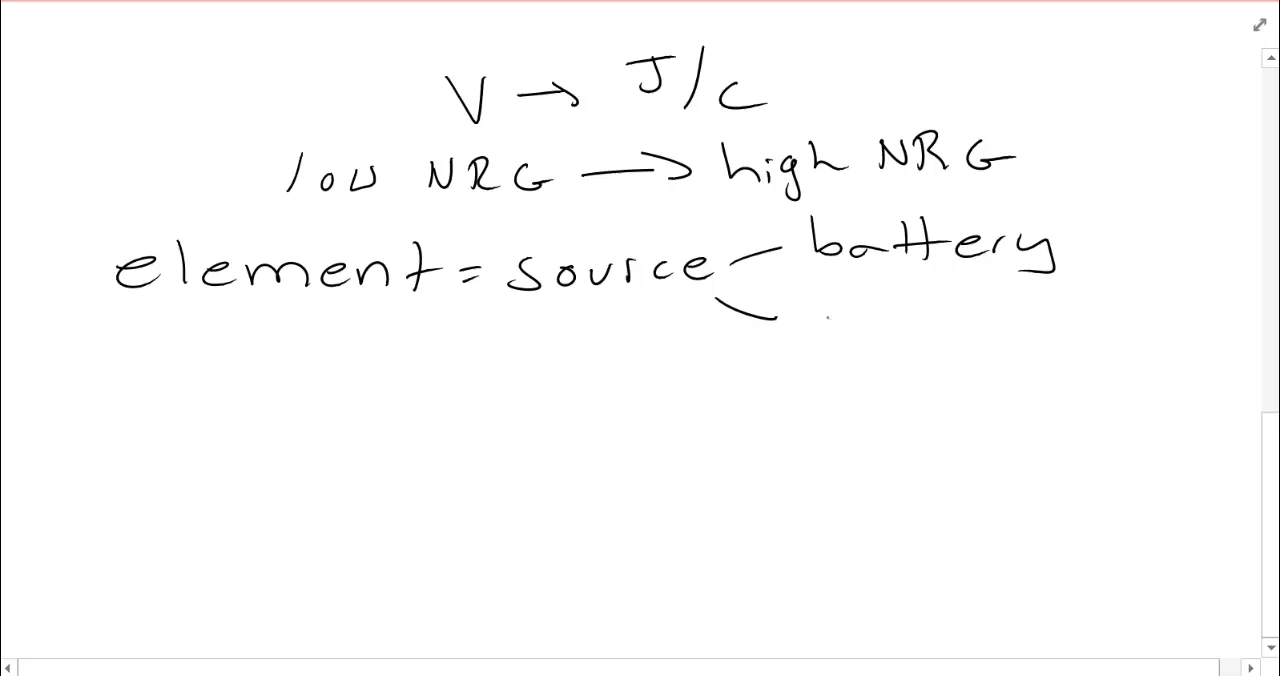 V → J/C
low NRG → high NRG
element = source - battery